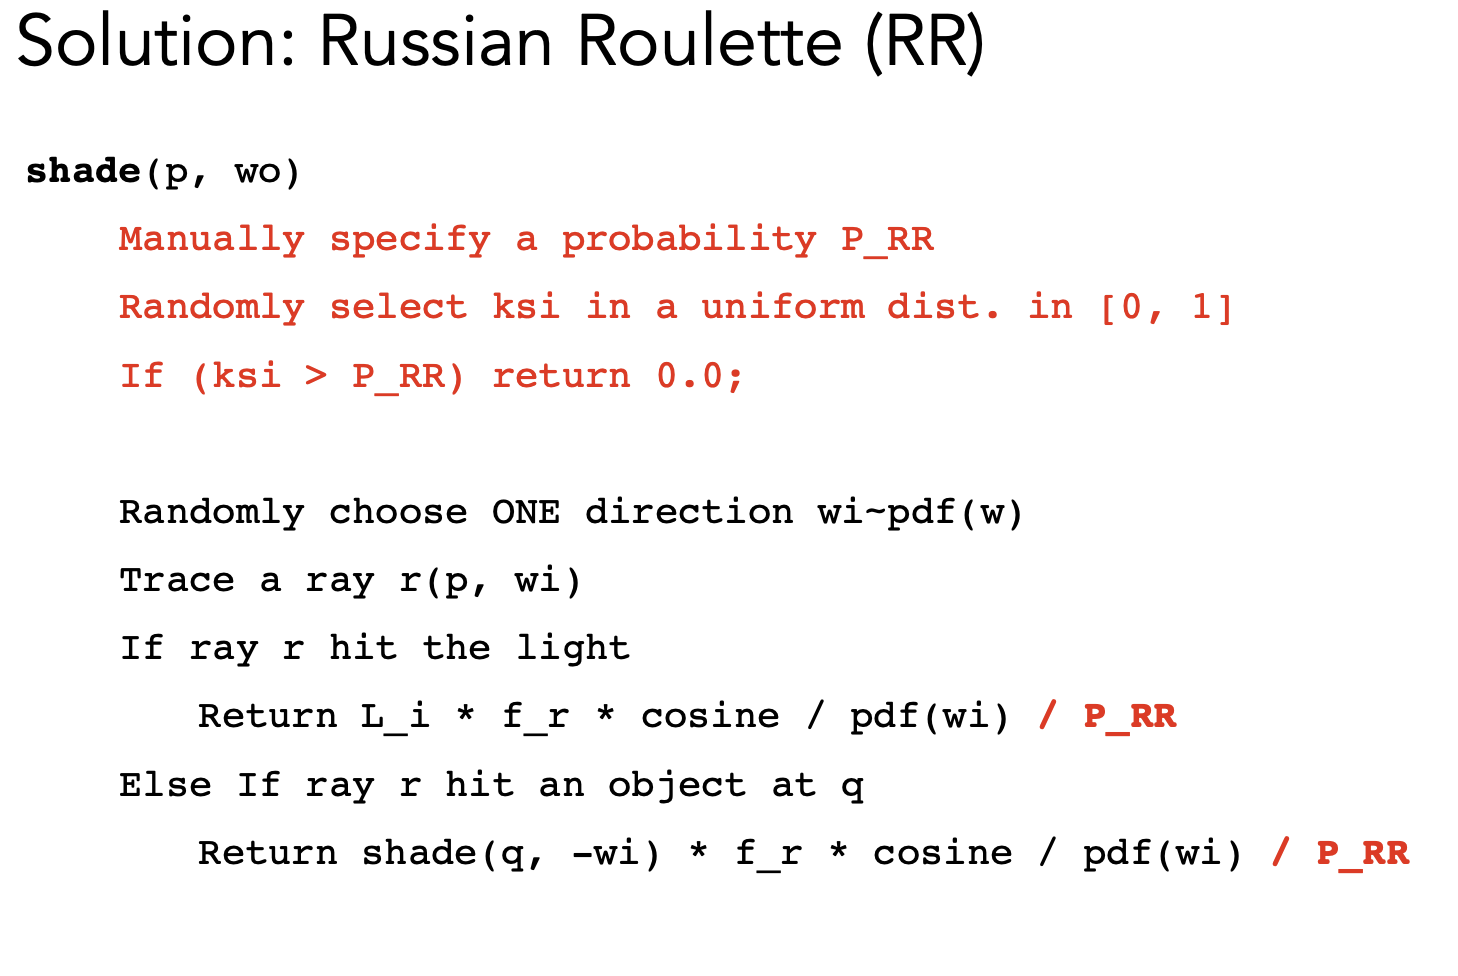 Solution: Russian Roulette (RR)
shade(p, wo)
Manually specify a probability P_RR
Randomly select ksi in a uniform dist. in [0, 1]
If (ksi > P_RR) return 0.0;
Randomly choose ONE direction wi~pdf(w)
Trace a ray r(p, wi)
If ray r hit the light
Return L_i * f_r * cosine / pdf(wi) / P_RR
Else If ray r hit an object at q
Return shade(q, -wi) * f_r * cosine / pdf(wi) / P_RR